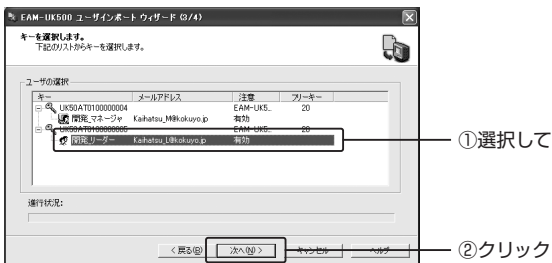 EAM-UK500 ユーザインポート ウィザード (3/4)
キーを選択します。
下記のリストからキーを選択します。
ユーザの選択
キー メールアドレス 注意 フリーキー
UK50AT0100000004 EAM-UK5.. 20
開発_マネージャ Kaihatsu_M@kokuyo.jp 有効
UK50AT0100000005 EAM-UK5.. 20
開発_リーダー Kaihatsu_L@kokuyo.jp 有効
①選択して
進行状況:
< 戻る(B) 次へ(N) > キャンセル ヘルプ
②クリック